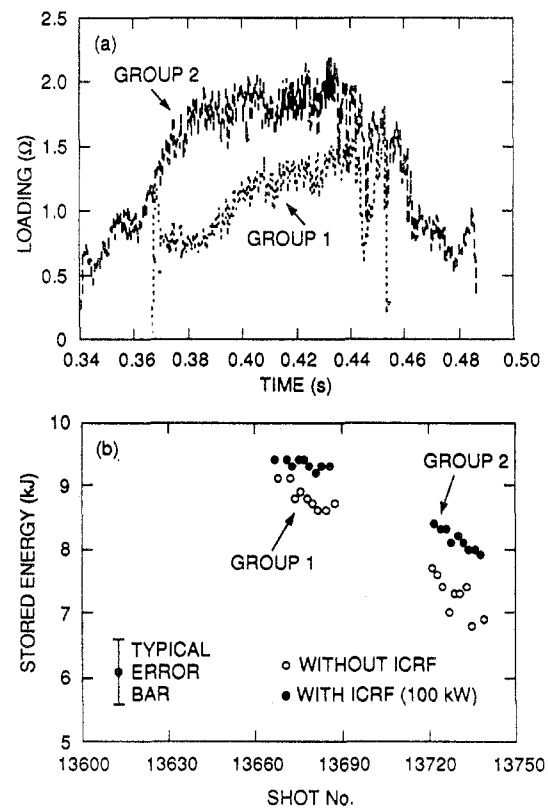 (a)
GROUP 2
GROUP 1
LOADING (Ω)
2.5
2.0
1.5
1.0
0.5
0
0.34 0.36 0.38 0.40 0.42 0.44 0.46 0.48 0.50
TIME (s)
(b)
GROUP 2
GROUP 1
STORED ENERGY (kJ)
10
9
8
7
6
5
TYPICAL
ERROR
BAR
WITHOUT ICRF
WITH ICRF (100 kW)
13600 13630 13660 13690 13720 13750
SHOT No.